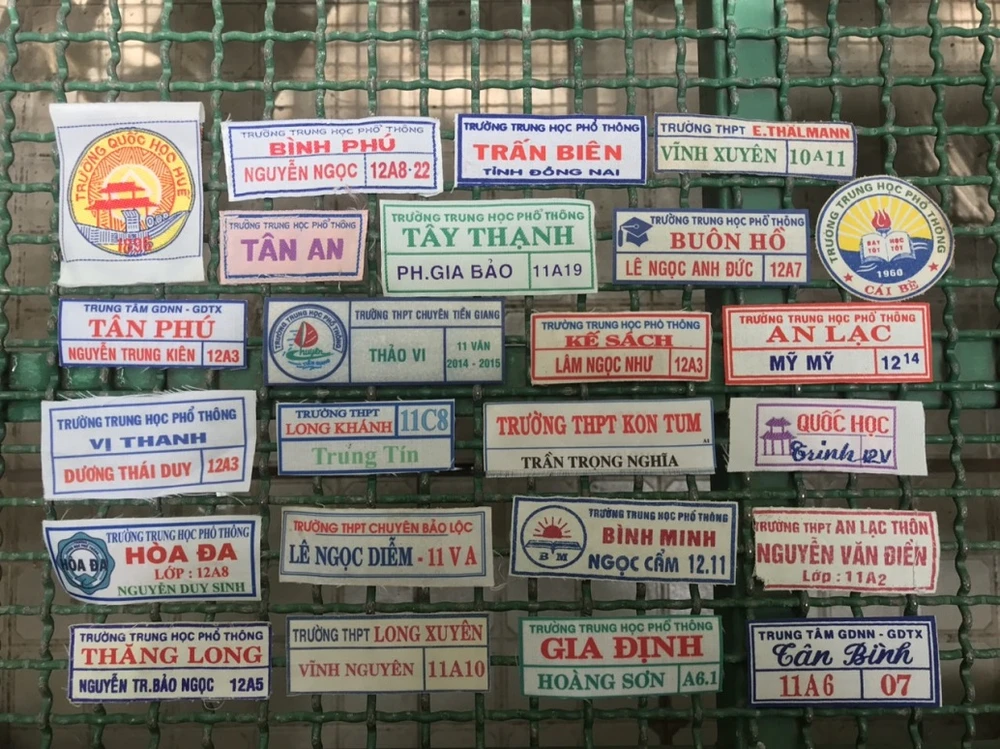 TRƯỜNG QUỐC HỌC HUẾ
1896
TRƯỜNG TRUNG HỌC PHỔ THÔNG
BÌNH PHÚ
NGUYỄN NGỌC 12A8-22
TRƯỜNG TRUNG HỌC PHỔ THÔNG
TRẤN BIÊN
TỈNH ĐỒNG NAI
TRƯỜNG THPT E.THÄLMANN
VĨNH XUYÊN 10A11
TRƯỜNG TRUNG HỌC PHỔ THÔNG
TÂN AN
TRƯỜNG TRUNG HỌC PHỔ THÔNG
TÂY THẠNH
PH.GIA BẢO 11A19
TRƯỜNG TRUNG HỌC PHỔ THÔNG
BUÔN HỒ
LÊ NGỌC ANH ĐỨC 12A7
TRƯỜNG TRUNG HỌC PHỔ THÔNG
DẠY TỐT HỌC TỐT
1960
CÁI BÈ
TRUNG TÂM GDNN - GDTX
TÂN PHÚ
NGUYỄN TRUNG KIÊN 12A3
TRƯỜNG THPT CHUYÊN TIỀN GIANG
THẢO VI
11 VĂN
2014 - 2015
TRƯỜNG TRUNG HỌC PHỔ THÔNG
KẾ SÁCH
LÂM NGỌC NHƯ 12A3
TRƯỜNG TRUNG HỌC PHỔ THÔNG
AN LẠC
MỸ MỸ 12 14
TRƯỜNG TRUNG HỌC PHỔ THÔNG
VỊ THANH
DƯƠNG THÁI DUY 12A3
TRƯỜNG THPT
LONG KHÁNH 11C8
Trung Tín
TRƯỜNG THPT KON TUM
TRẦN TRỌNG NGHĨA
QUỐC HỌC
Trinh 12V
TRƯỜNG TRUNG HỌC PHỔ THÔNG
HÒA ĐA
HÒA ĐA
LỚP : 12A8
NGUYỄN DUY SINH
TRƯỜNG THPT CHUYÊN BẢO LỘC
LÊ NGỌC DIỄM - 11 V A
TRƯỜNG TRUNG HỌC PHỔ THÔNG
BÌNH MINH
B M
NGỌC CẨM 12.11
TRƯỜNG THPT AN LẠC THÔN
NGUYỄN VĂN ĐIỀN
Lớp : 11A2
TRƯỜNG TRUNG HỌC PHỔ THÔNG
THĂNG LONG
NGUYỄN TR.BẢO NGỌC 12A5
TRƯỜNG THPT LONG XUYÊN
VĨNH NGUYÊN 11A10
TRƯỜNG TRUNG HỌC PHỔ THÔNG
GIA ĐỊNH
HOÀNG SƠN A6.1
TRUNG TÂM GDNN - GDTX
Tân Bình
11A6 07